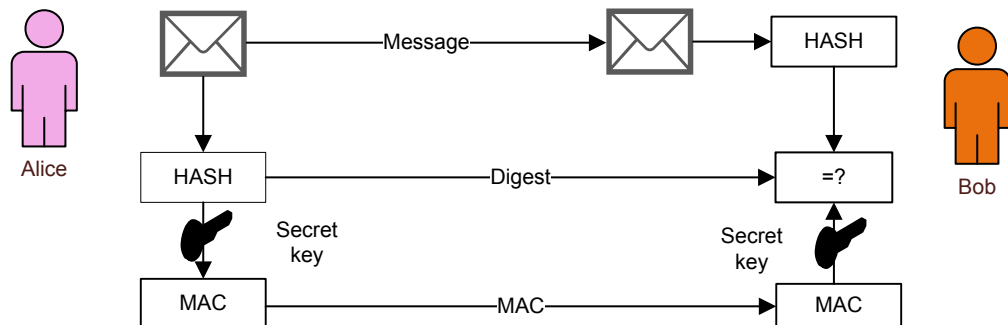 Message
HASH
Alice
HASH
Digest
=?
Bob
Secret
key
Secret
key
MAC
MAC
MAC